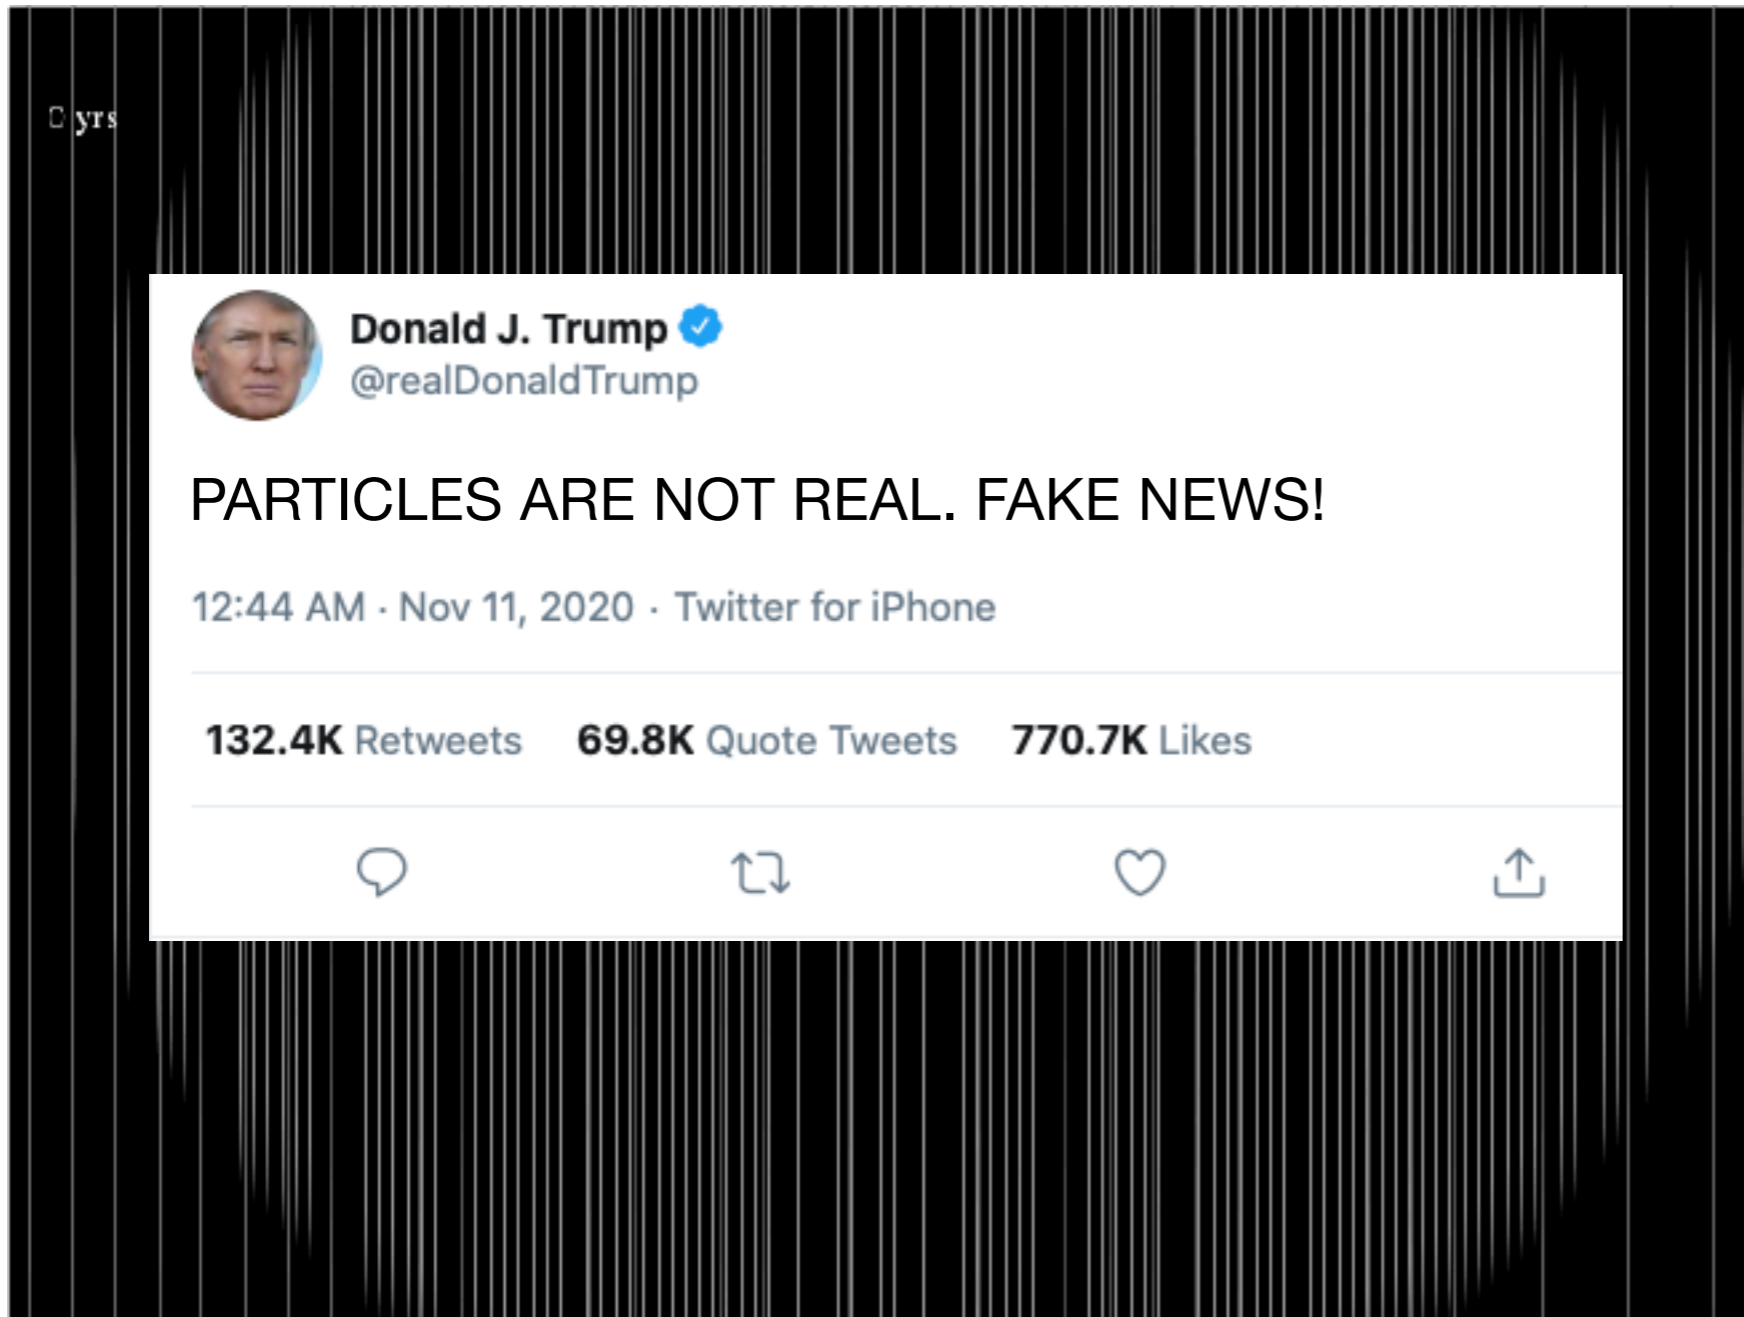 yrs
Donald J. Trump
@realDonaldTrump
PARTICLES ARE NOT REAL. FAKE NEWS!
12:44 AM · Nov 11, 2020 · Twitter for iPhone
132.4K Retweets 69.8K Quote Tweets 770.7K Likes